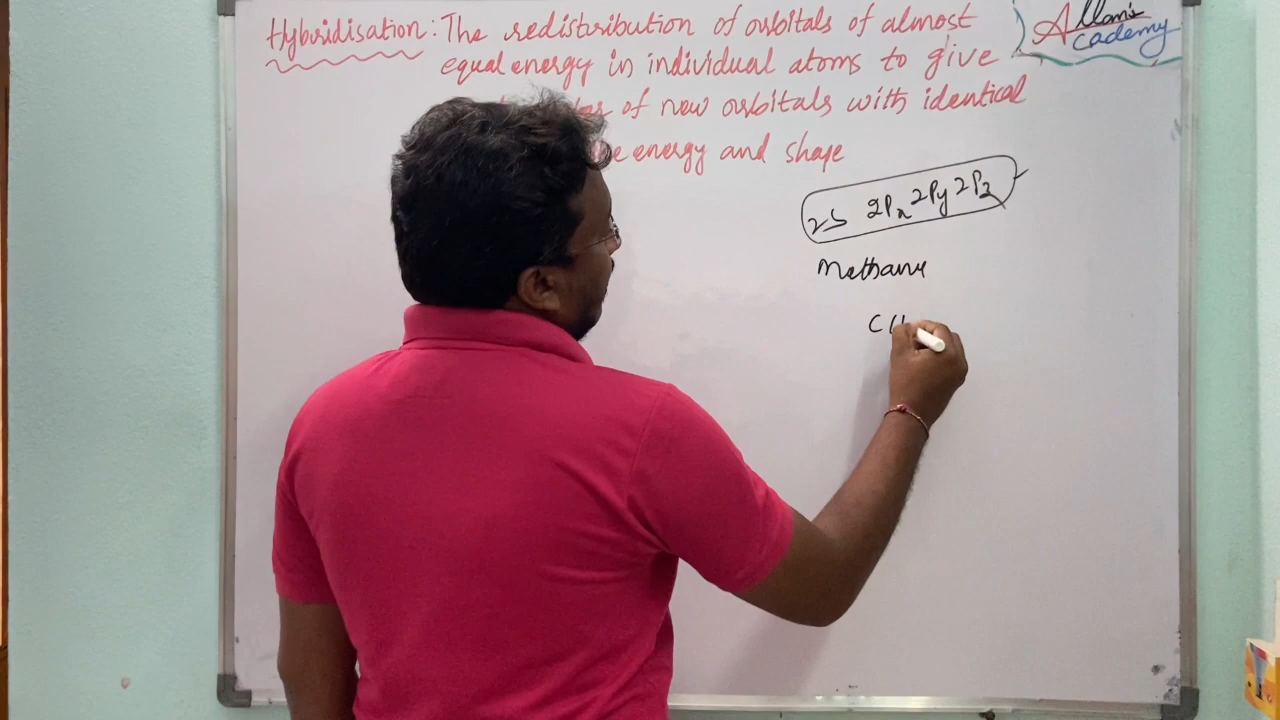 Hybridisation: The redistribution of orbitals of almost
equal energy in individual atoms to give
of new orbitals with identical
energy and shape
Allam's
Academy
2S 2Px 2Py 2Pz
Methane
C